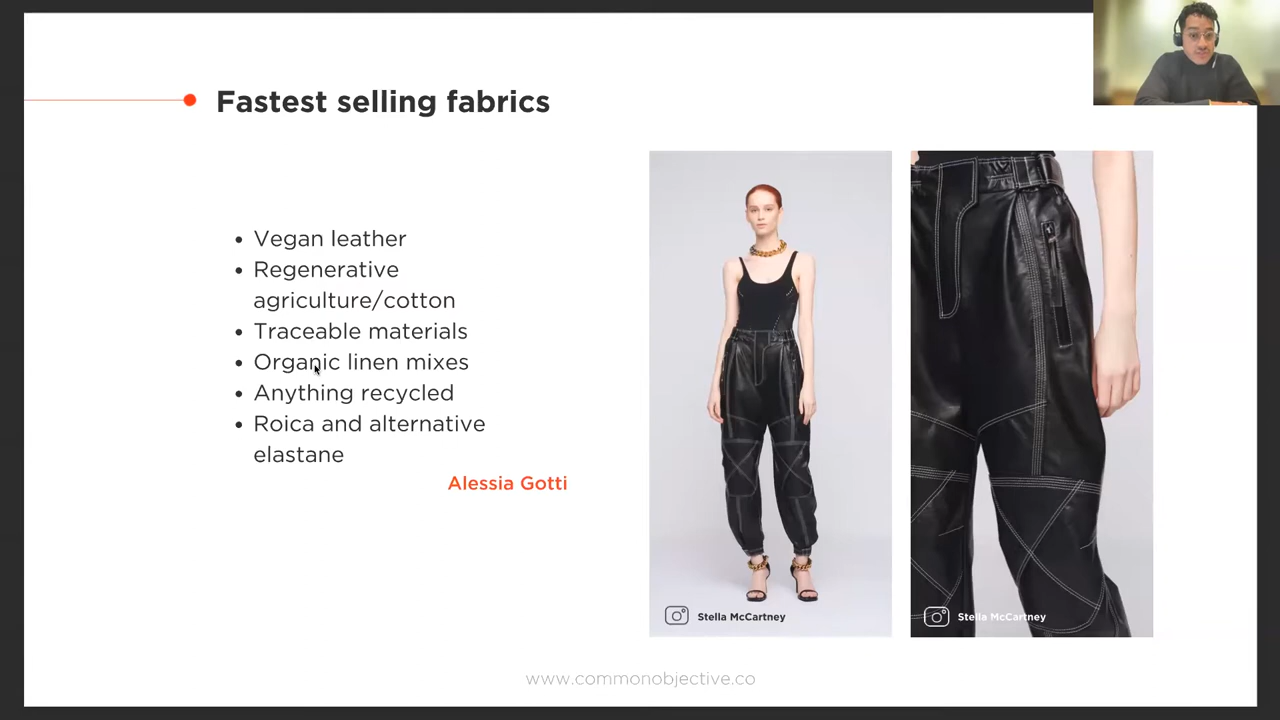 Fastest selling fabrics
Vegan leather
Regenerative
agriculture/cotton
Traceable materials
Organic linen mixes
Anything recycled
Roica and alternative
elastane
Alessia Gotti
Stella McCartney
Stella McCartney
www.commonobjective.co